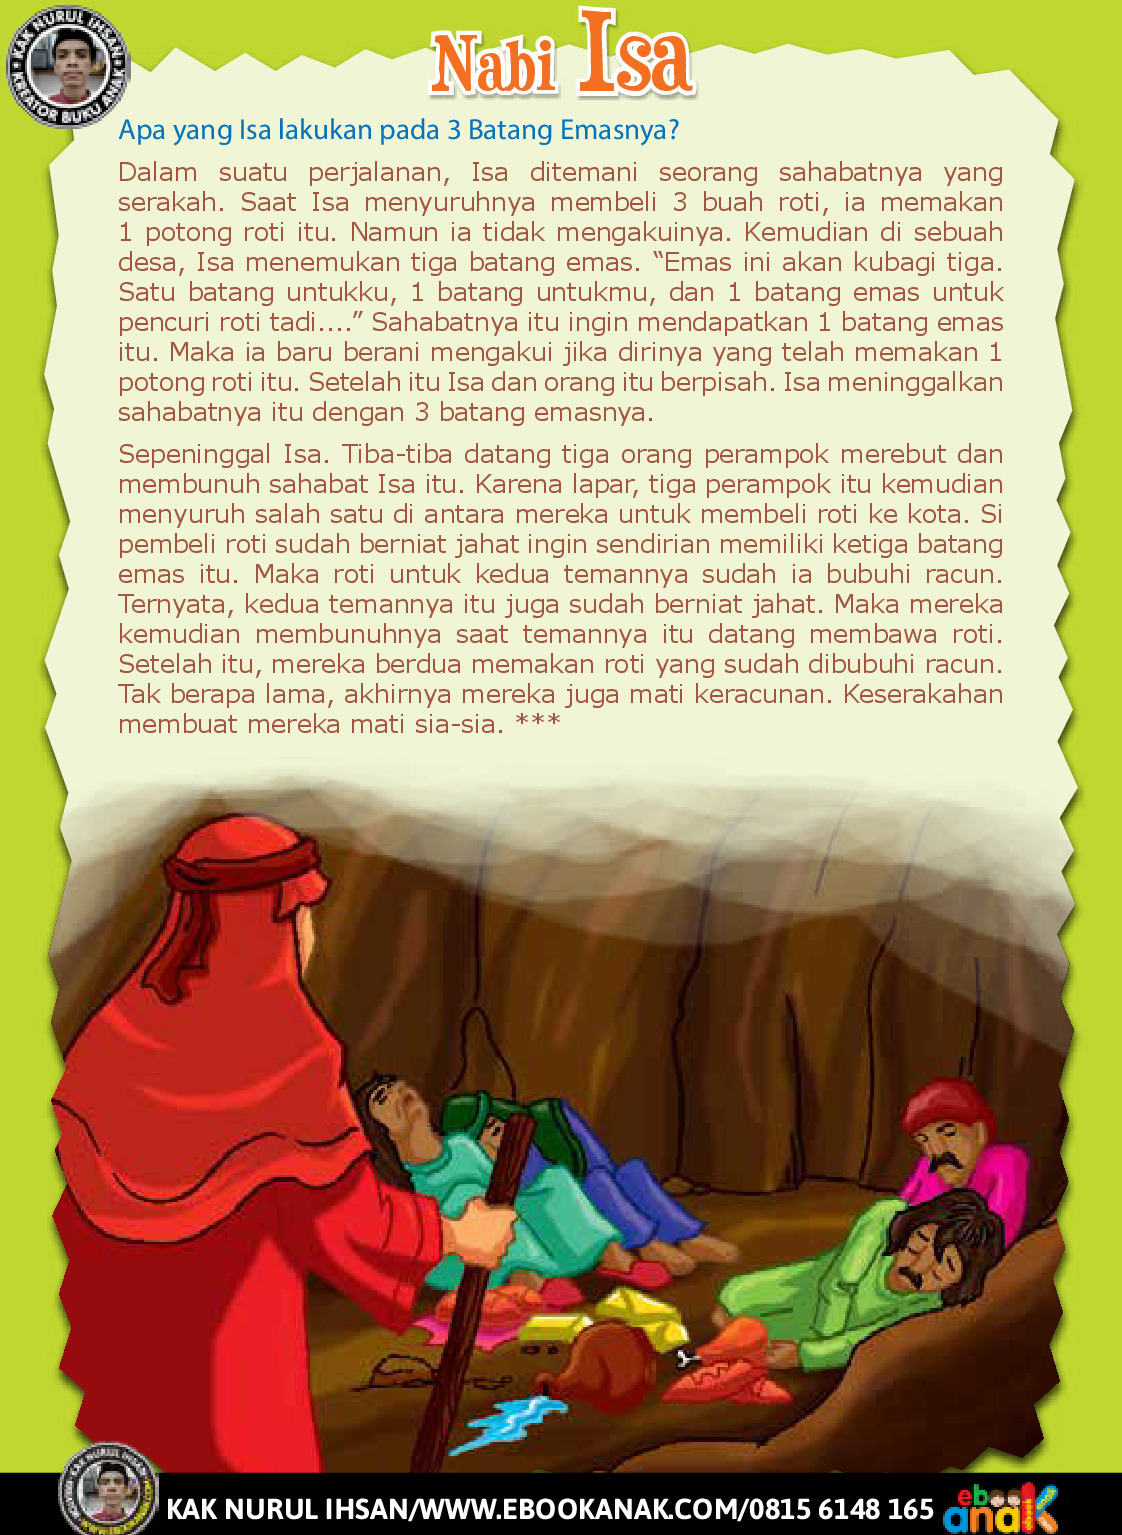 KAK NURUL IHSAN
KREATOR BUKU ANAK
Nabi Isa
Apa yang Isa lakukan pada 3 Batang Emasnya?
Dalam suatu perjalanan, Isa ditemani seorang sahabatnya yang
serakah. Saat Isa menyuruhnya membeli 3 buah roti, ia memakan
1 potong roti itu. Namun ia tidak mengakuinya. Kemudian di sebuah
desa, Isa menemukan tiga batang emas. “Emas ini akan kubagi tiga.
Satu batang untukku, 1 batang untukmu, dan 1 batang emas untuk
pencuri roti tadi....” Sahabatnya itu ingin mendapatkan 1 batang emas
itu. Maka ia baru berani mengakui jika dirinya yang telah memakan 1
potong roti itu. Setelah itu Isa dan orang itu berpisah. Isa meninggalkan
sahabatnya itu dengan 3 batang emasnya.
Sepeninggal Isa. Tiba-tiba datang tiga orang perampok merebut dan
membunuh sahabat Isa itu. Karena lapar, tiga perampok itu kemudian
menyuruh salah satu di antara mereka untuk membeli roti ke kota. Si
pembeli roti sudah berniat jahat ingin sendirian memiliki ketiga batang
emas itu. Maka roti untuk kedua temannya sudah ia bubuhi racun.
Ternyata, kedua temannya itu juga sudah berniat jahat. Maka mereka
kemudian membunuhnya saat temannya itu datang membawa roti.
Setelah itu, mereka berdua memakan roti yang sudah dibubuhi racun.
Tak berapa lama, akhirnya mereka juga mati keracunan. Keserakahan
membuat mereka mati sia-sia. ***
KAK NURUL IHSAN/WWW.EBOOKANAK.COM/0815 6148 165
ebook
anak